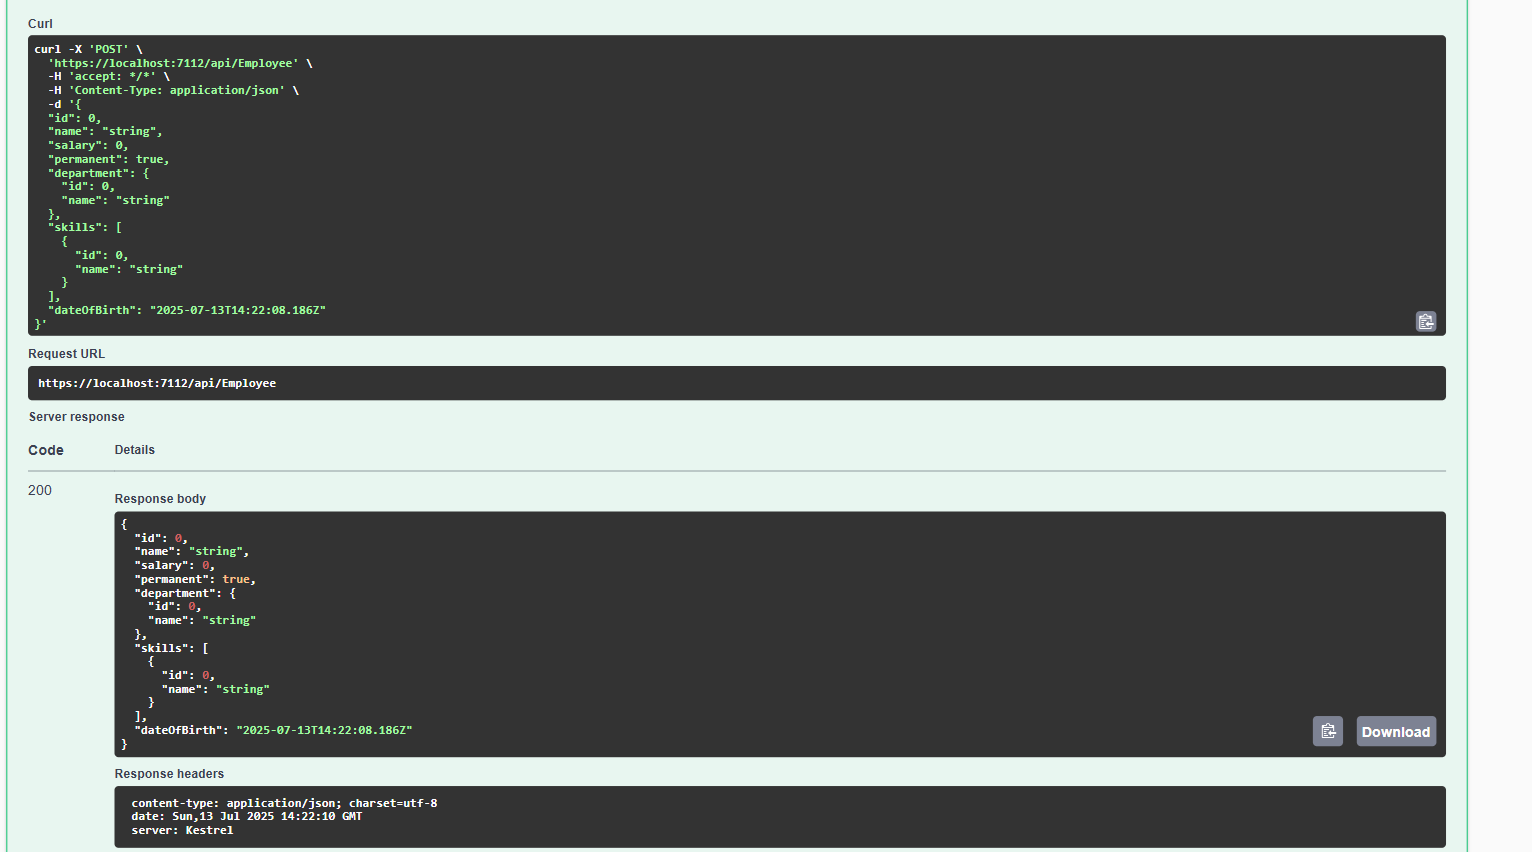 Curl
curl -X 'POST' \
  'https://localhost:7112/api/Employee' \
  -H 'accept: */*' \
  -H 'Content-Type: application/json' \
  -d '{
  "id": 0,
  "name": "string",
  "salary": 0,
  "permanent": true,
  "department": {
    "id": 0,
    "name": "string"
  },
  "skills": [
    {
      "id": 0,
      "name": "string"
    }
  ],
  "dateOfBirth": "2025-07-13T14:22:08.186Z"
}'
Request URL
https://localhost:7112/api/Employee
Server response
Code Details
200
Response body
{
  "id": 0,
  "name": "string",
  "salary": 0,
  "permanent": true,
  "department": {
    "id": 0,
    "name": "string"
  },
  "skills": [
    {
      "id": 0,
      "name": "string"
    }
  ],
  "dateOfBirth": "2025-07-13T14:22:08.186Z"
}
Download
Response headers
content-type: application/json; charset=utf-8
date: Sun,13 Jul 2025 14:22:10 GMT
server: Kestrel